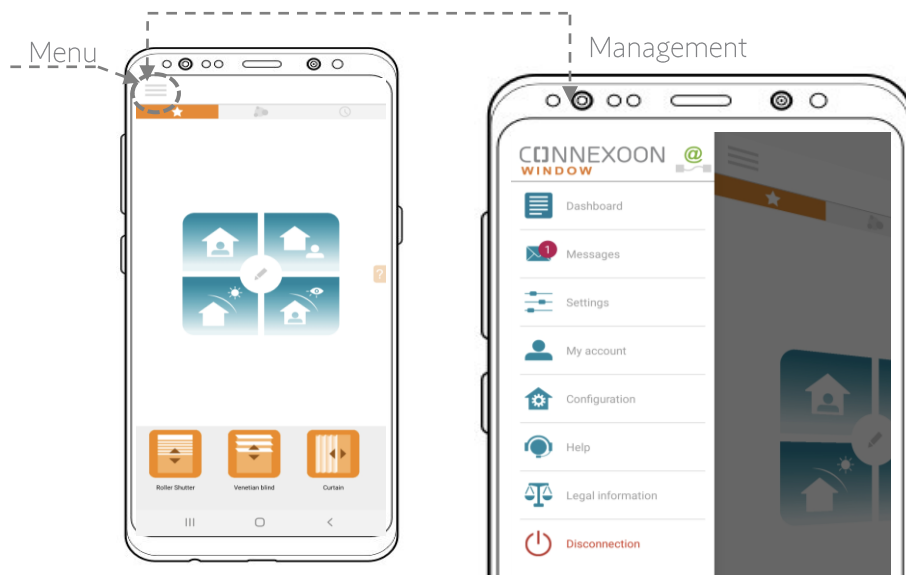 Menu
Management
?
Roller Shutter
Venetian blind
Curtain
CONNEXOON
WINDOW
@
Dashboard
1
Messages
Settings
My account
Configuration
Help
Legal information
Disconnection